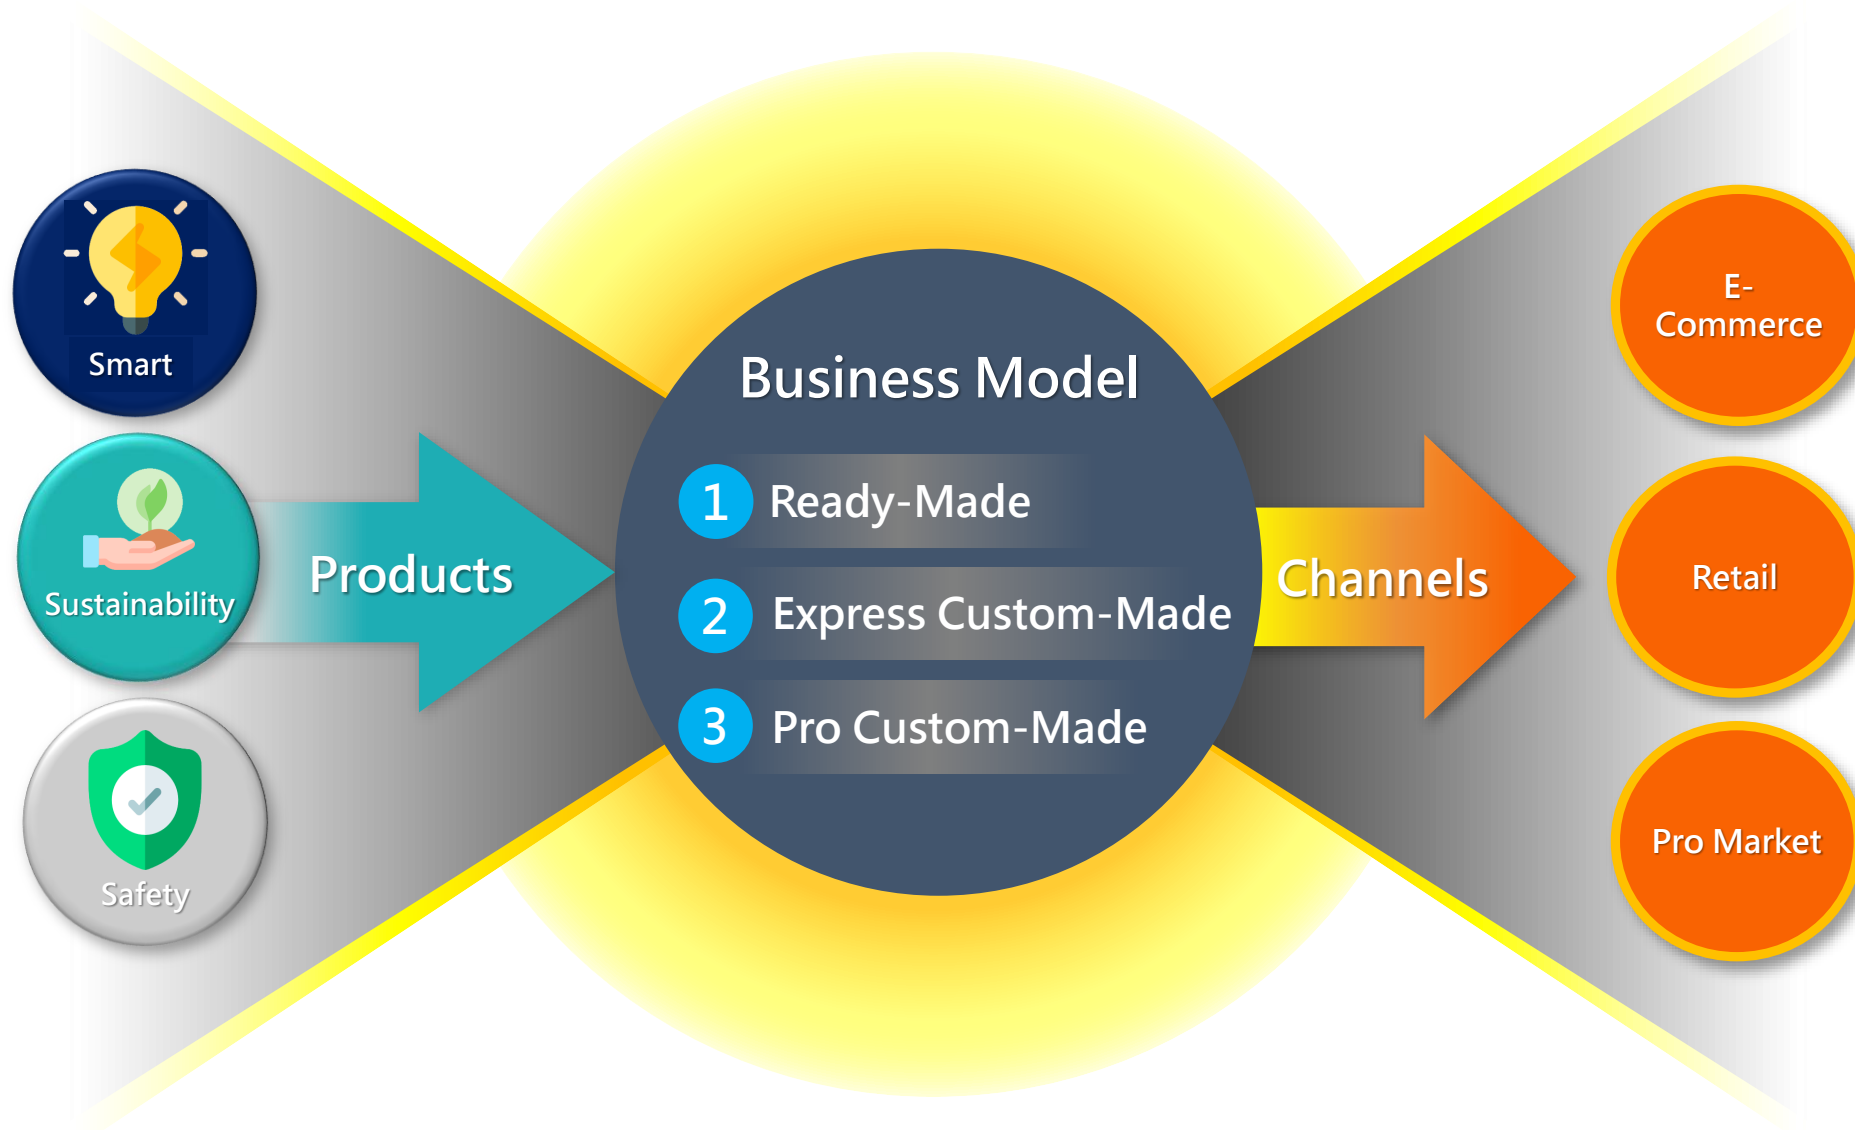 Smart
Sustainability
Safety
Products
Business Model
1 Ready-Made
2 Express Custom-Made
3 Pro Custom-Made
Channels
E-
Commerce
Retail
Pro Market